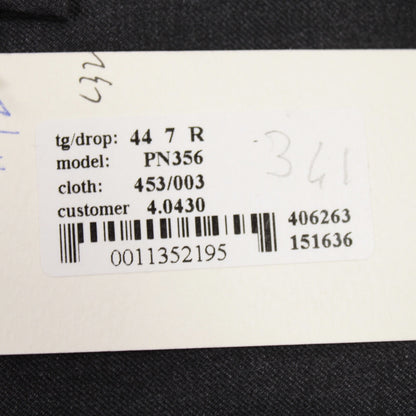 tg/drop: 44 7 R
model: PN356
cloth: 453/003
customer 4.0430
406263
0011352195
151636
341